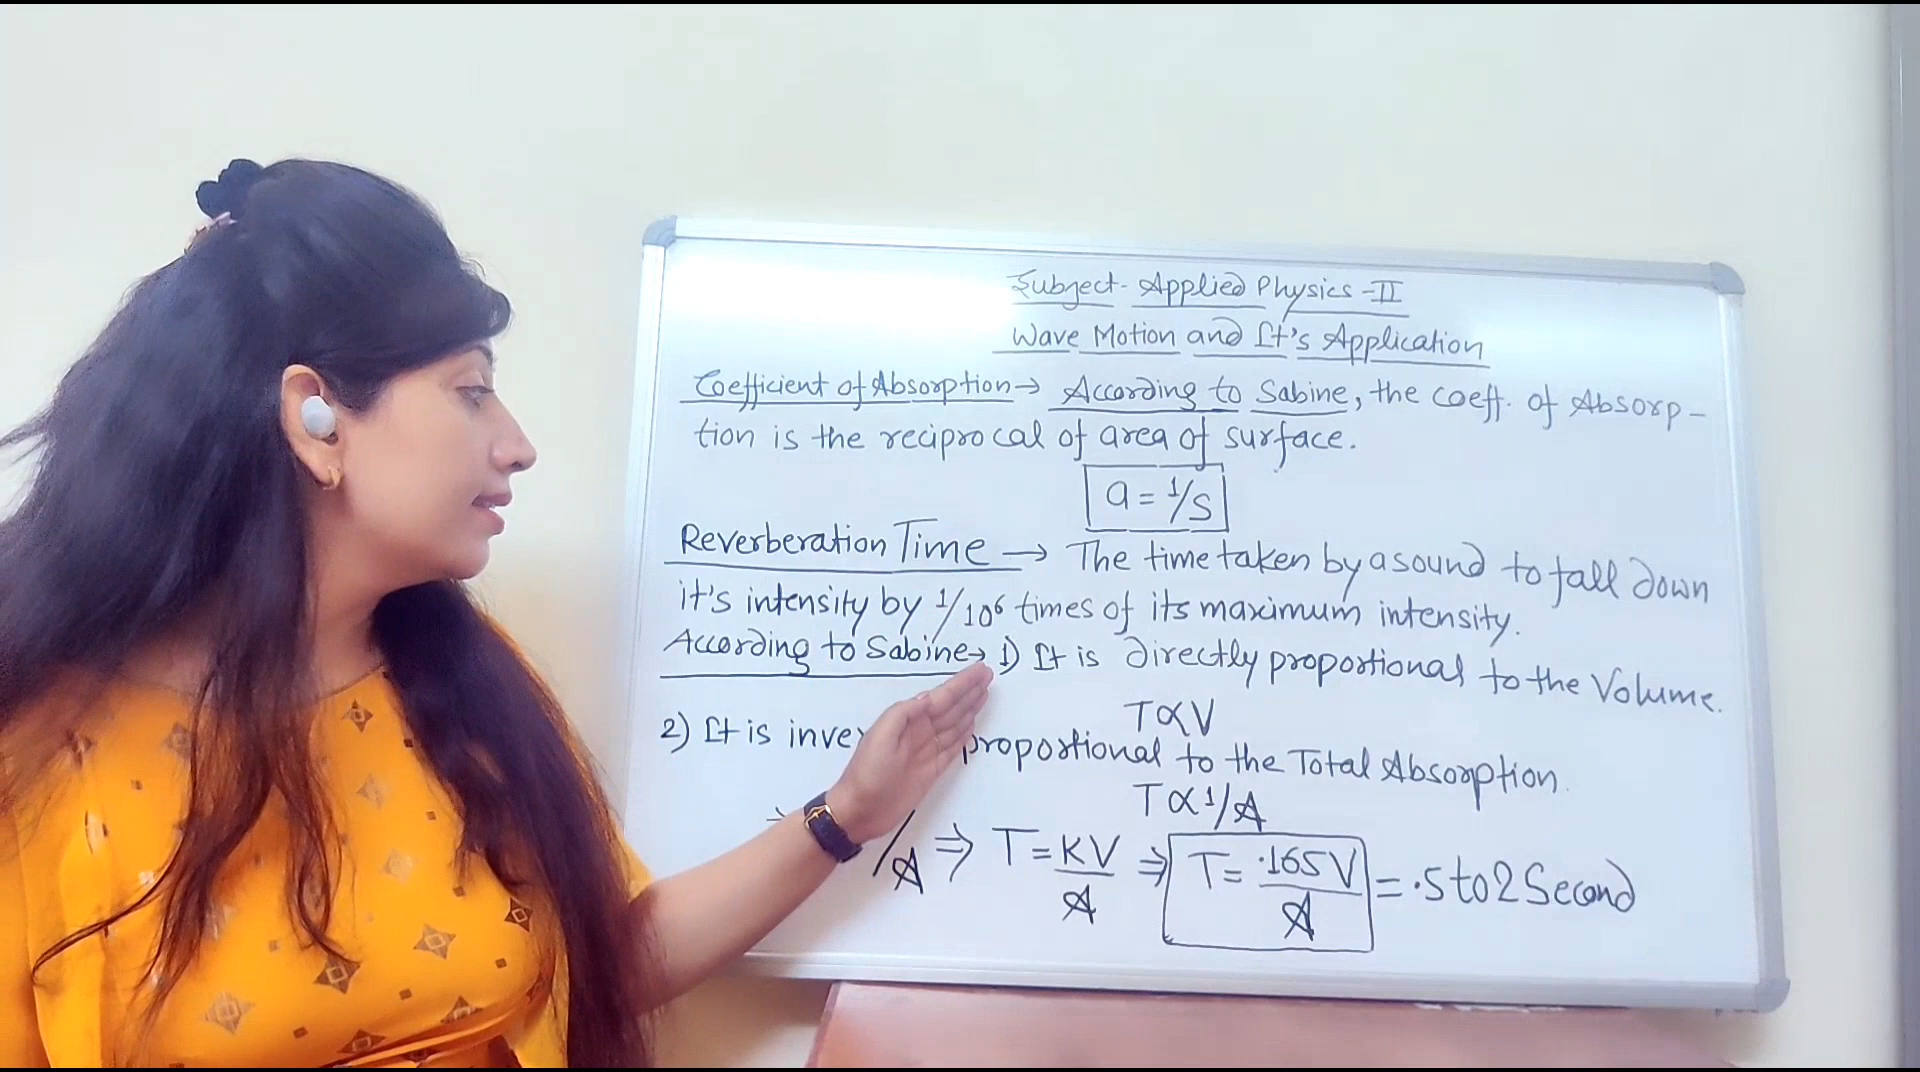 Subject - Applied Physics - II
Wave Motion and It's Application
Coefficient of Absorption → According to Sabine, the coeff. of Absorp-
tion is the reciprocal of area of surface.
a = 1/S
Reverberation Time → The time taken by a sound to fall down
it's intensity by 1/10⁶ times of its maximum intensity.
According to Sabine → 1) It is directly proportional to the Volume.
T ∝ V
2) It is proportional to the Total Absorption.
T ∝ 1/A
/A ⇒ T = KV/A ⇒ T = .165V/A = .5 to 2 Second